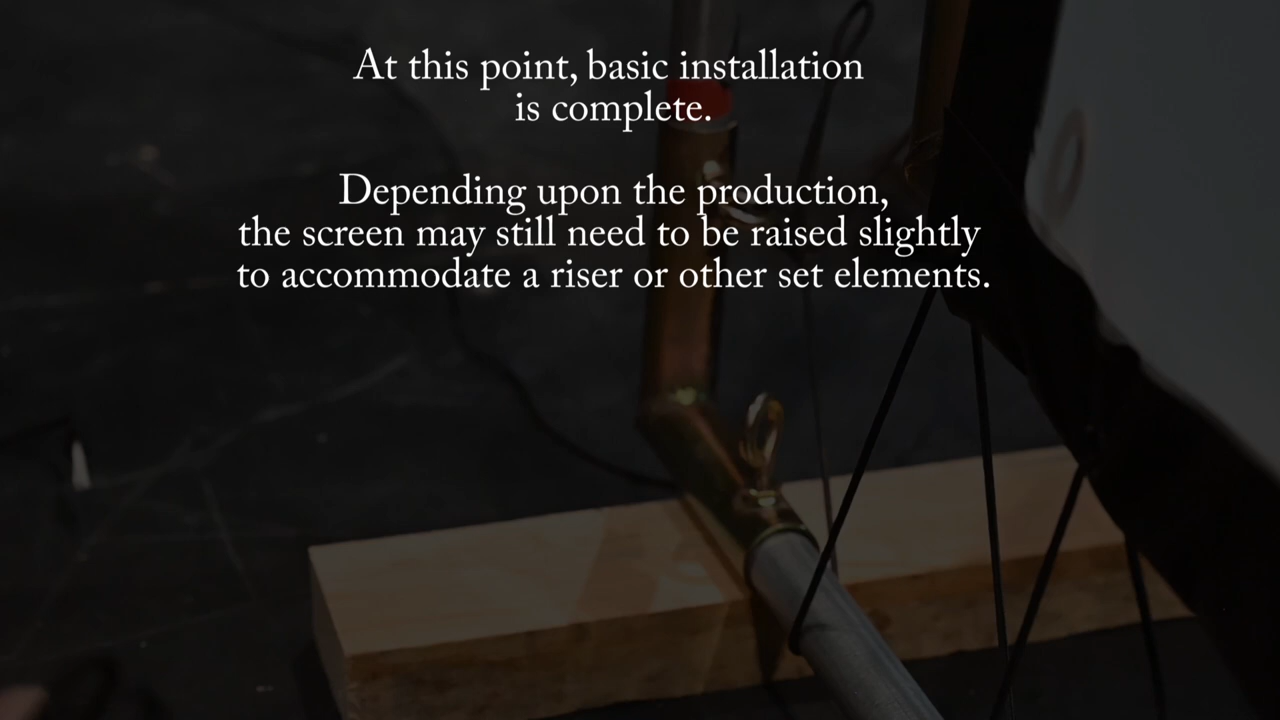 At this point, basic installation
is complete.
Depending upon the production,
the screen may still need to be raised slightly
to accommodate a riser or other set elements.